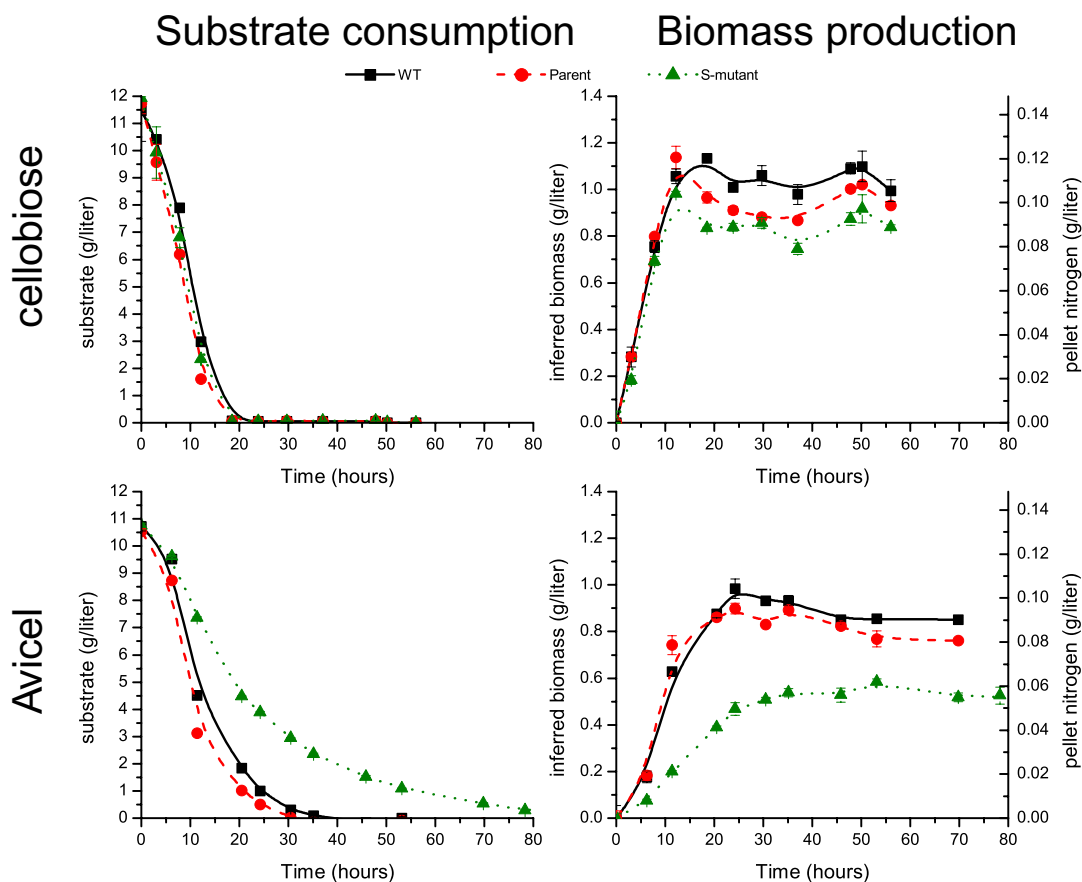 Substrate consumption
Biomass production
WT
Parent
S-mutant
cellobiose
substrate (g/liter)
12
11
10
9
8
7
6
5
4
3
2
1
0
0 10 20 30 40 50 60 70 80
Time (hours)
inferred biomass (g/liter)
1.4
1.2
1.0
0.8
0.6
0.4
0.2
0.0
0 10 20 30 40 50 60 70 80
Time (hours)
0.14
0.12
0.10
0.08
0.06
0.04
0.02
0.00
pellet nitrogen (g/liter)
Avicel
substrate (g/liter)
12
11
10
9
8
7
6
5
4
3
2
1
0
0 10 20 30 40 50 60 70 80
Time (hours)
inferred biomass (g/liter)
1.4
1.2
1.0
0.8
0.6
0.4
0.2
0.0
0 10 20 30 40 50 60 70 80
Time (hours)
0.14
0.12
0.10
0.08
0.06
0.04
0.02
0.00
pellet nitrogen (g/liter)